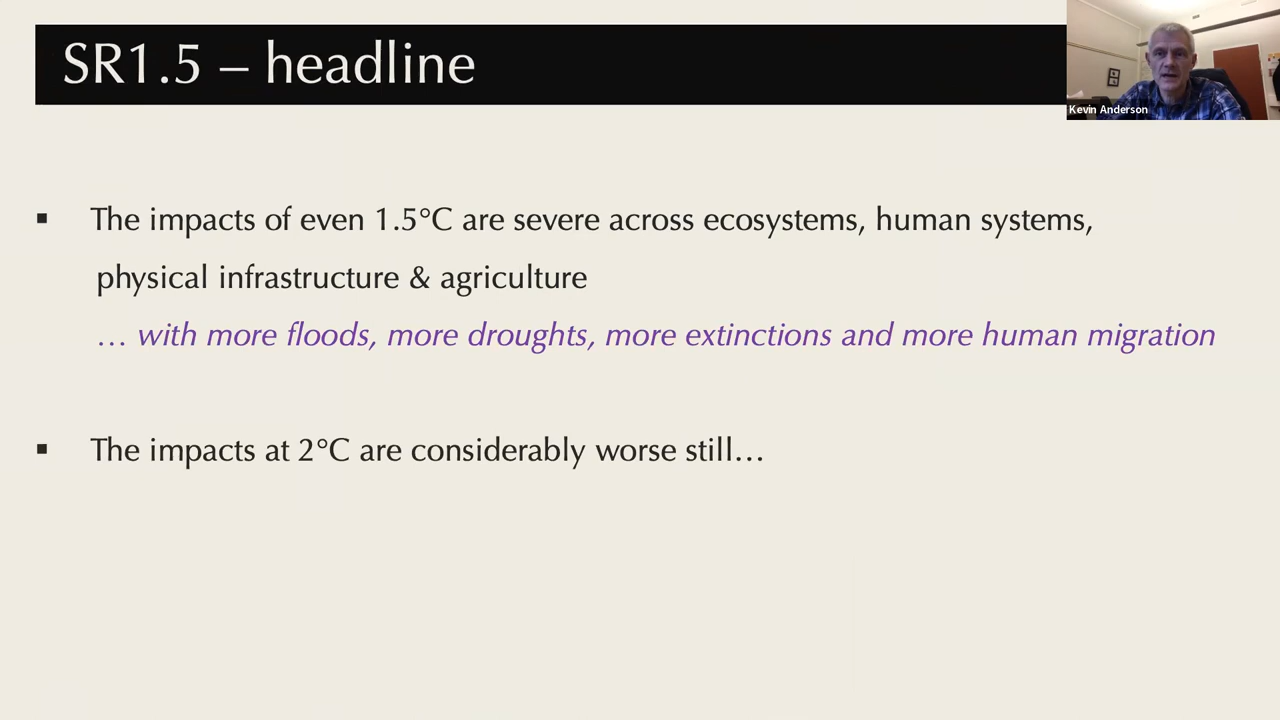 SR1.5 – headline
Kevin Anderson
▪ The impacts of even 1.5°C are severe across ecosystems, human systems,
physical infrastructure & agriculture
… with more floods, more droughts, more extinctions and more human migration
▪ The impacts at 2°C are considerably worse still…